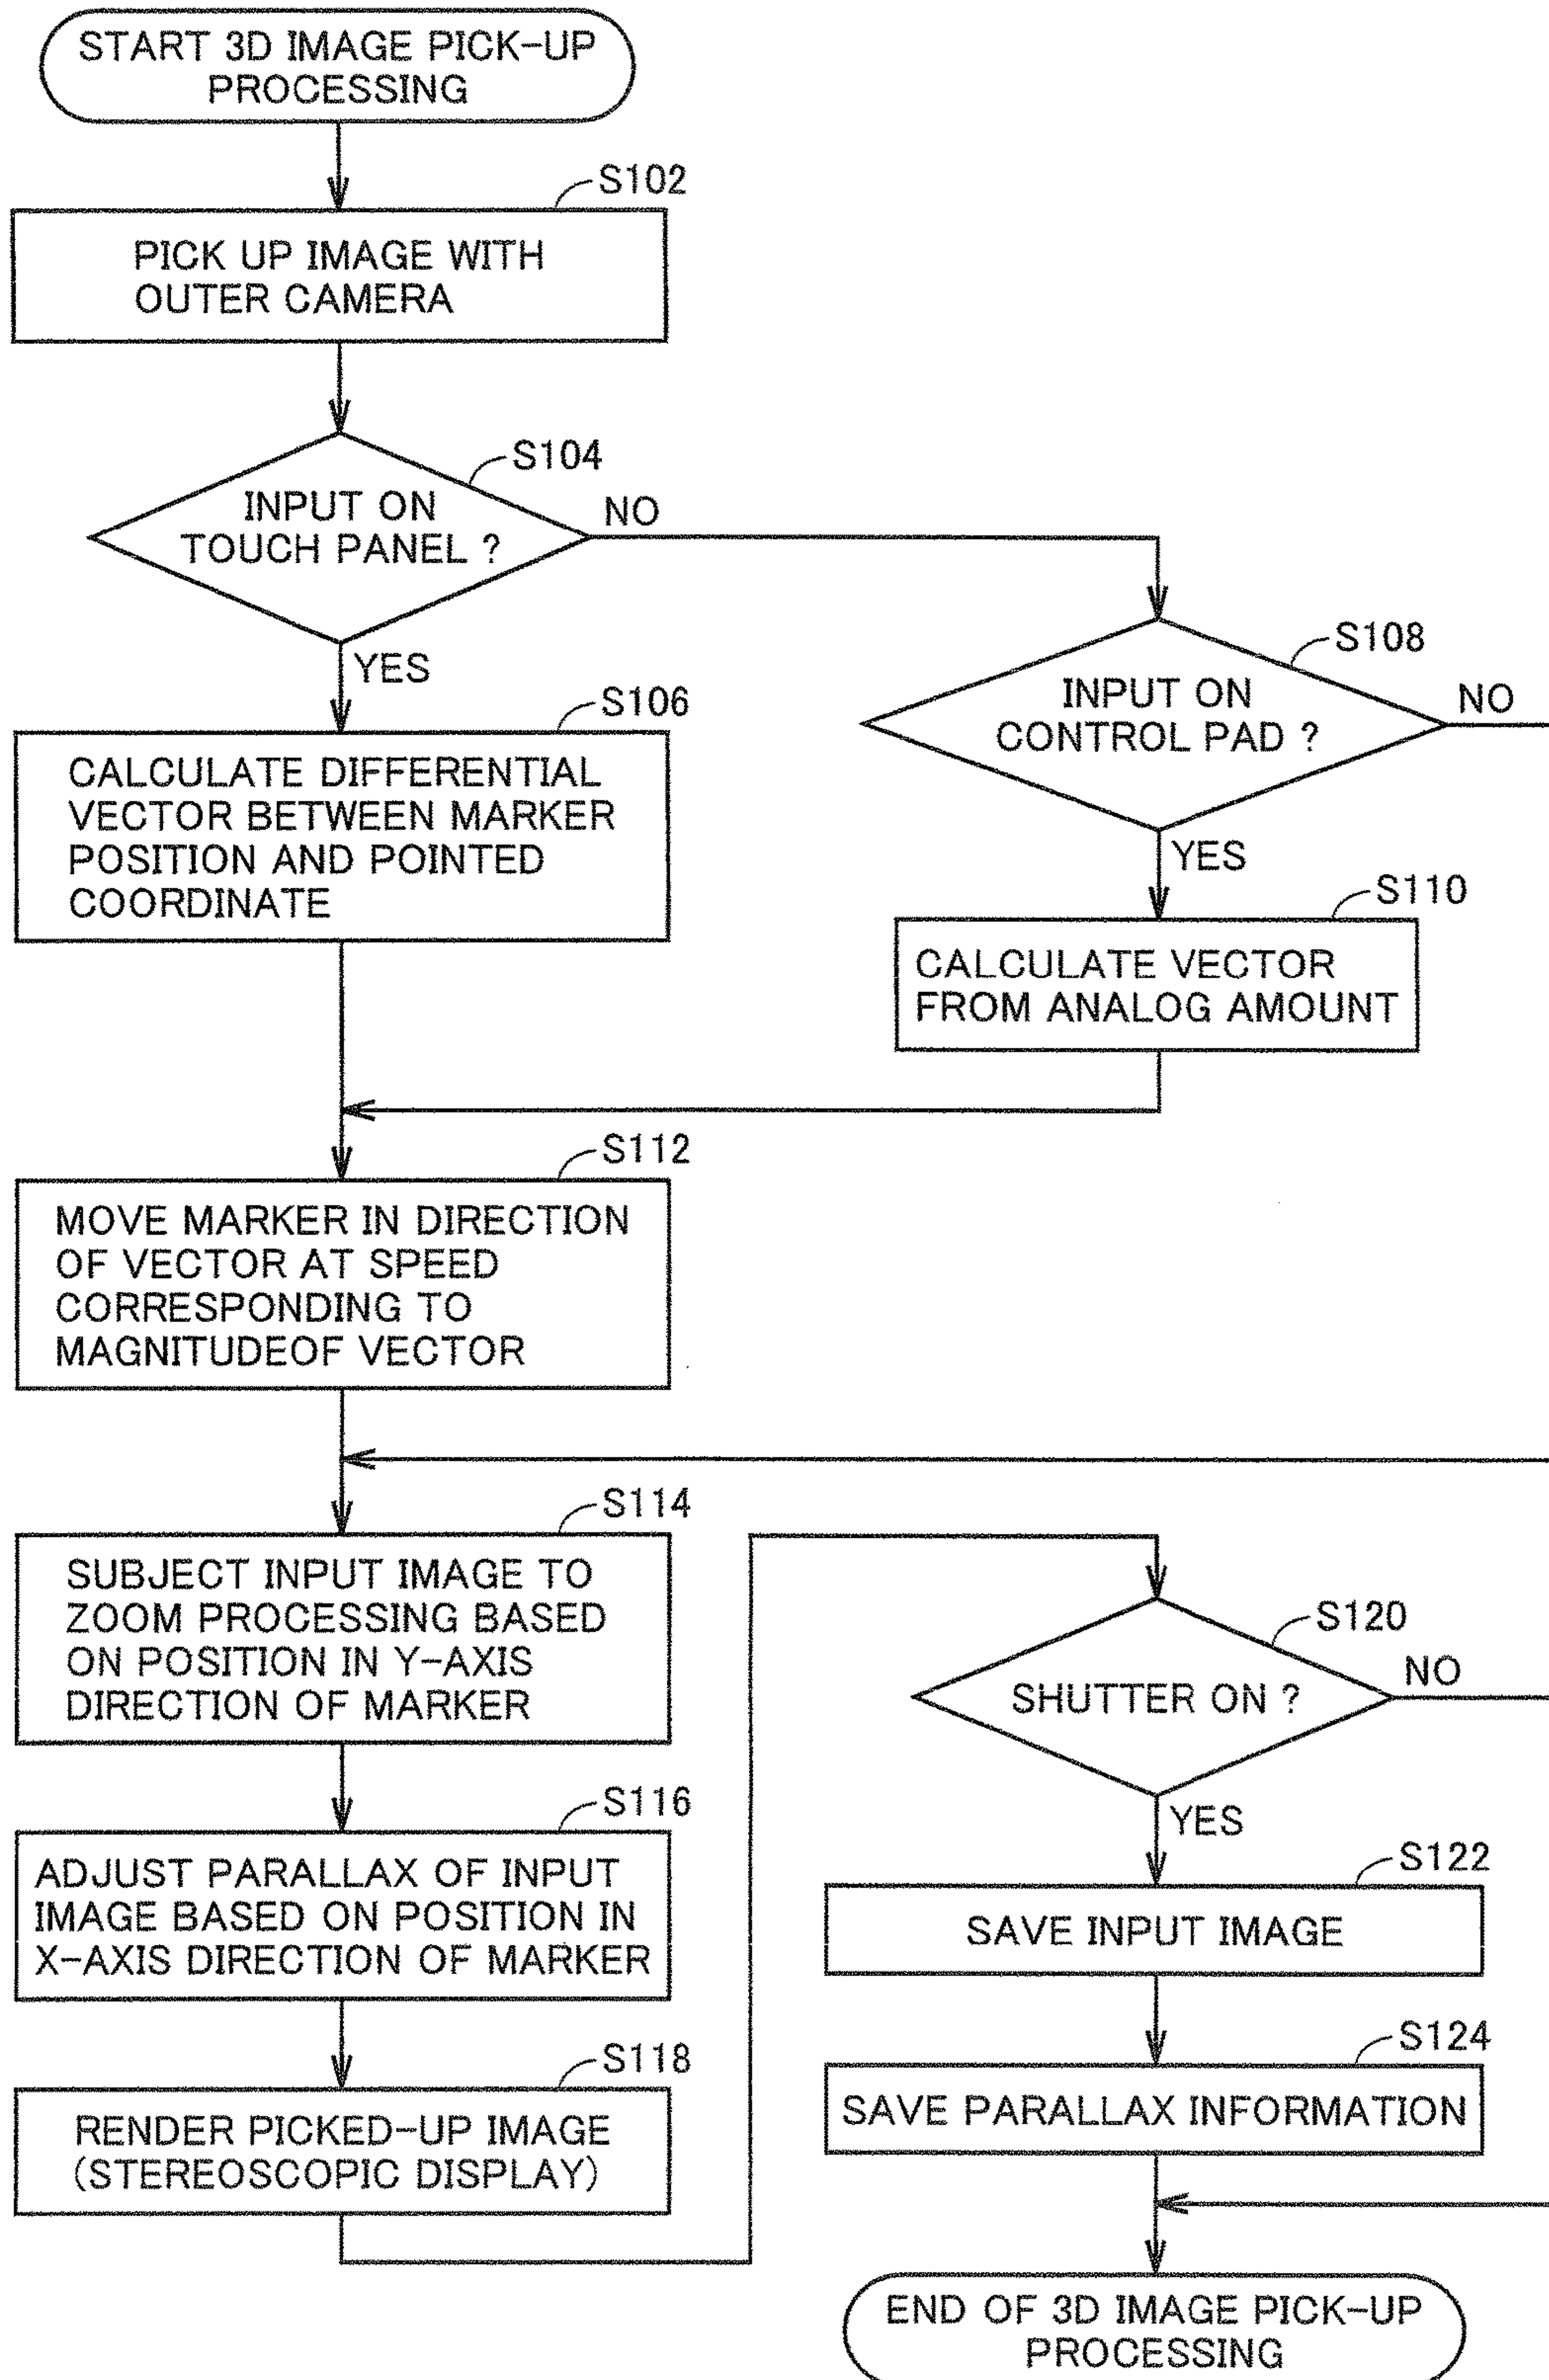 START 3D IMAGE PICK-UP
PROCESSING
S102
PICK UP IMAGE WITH
OUTER CAMERA
S104
INPUT ON
TOUCH PANEL ?
NO
YES
S106
CALCULATE DIFFERENTIAL
VECTOR BETWEEN MARKER
POSITION AND POINTED
COORDINATE
S108
INPUT ON
CONTROL PAD ?
NO
YES
S110
CALCULATE VECTOR
FROM ANALOG AMOUNT
S112
MOVE MARKER IN DIRECTION
OF VECTOR AT SPEED
CORRESPONDING TO
MAGNITUDEOF VECTOR
S114
SUBJECT INPUT IMAGE TO
ZOOM PROCESSING BASED
ON POSITION IN Y-AXIS
DIRECTION OF MARKER
S116
ADJUST PARALLAX OF INPUT
IMAGE BASED ON POSITION IN
X-AXIS DIRECTION OF MARKER
S118
RENDER PICKED-UP IMAGE
(STEREOSCOPIC DISPLAY)
S120
SHUTTER ON ?
NO
YES
S122
SAVE INPUT IMAGE
S124
SAVE PARALLAX INFORMATION
END OF 3D IMAGE PICK-UP
PROCESSING